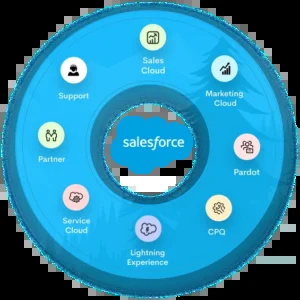 Sales
Cloud
Marketing
Cloud
Pardot
CPQ
Lightning
Experience
Service
Cloud
Partner
Support
salesforce